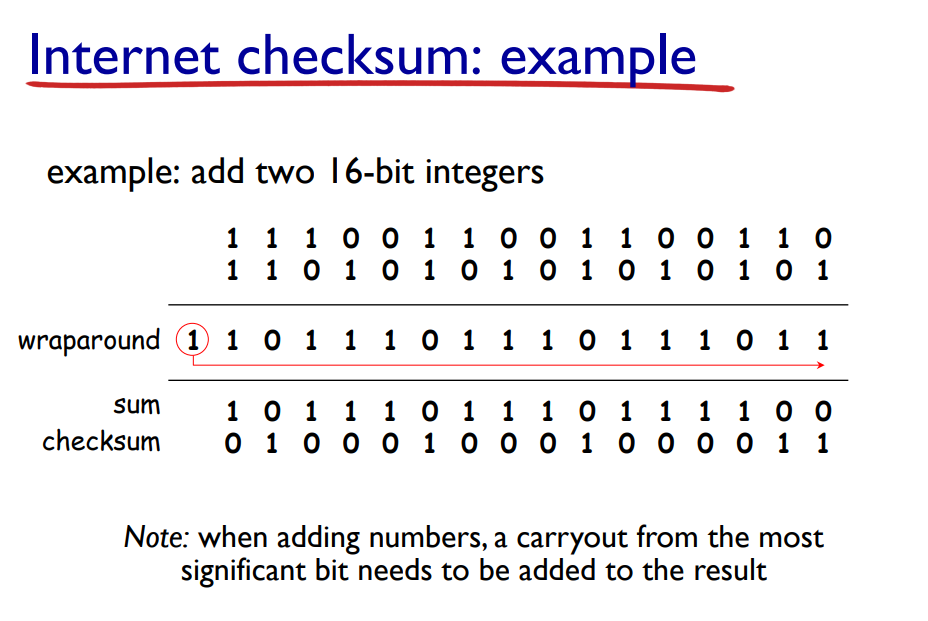 Internet checksum: example
example: add two 16-bit integers
1 1 1 0 0 1 1 0 0 1 1 0 0 1 1 0
1 1 0 1 0 1 0 1 0 1 0 1 0 1 0 1
wraparound 1 1 0 1 1 1 0 1 1 1 0 1 1 1 0 1 1
sum 1 0 1 1 1 0 1 1 1 0 1 1 1 1 0 0
checksum 0 1 0 0 0 1 0 0 0 1 0 0 0 0 1 1
Note: when adding numbers, a carryout from the most
significant bit needs to be added to the result